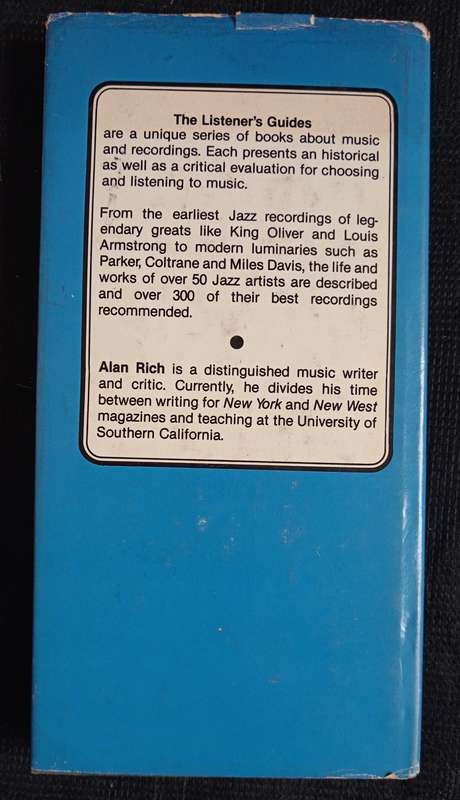 The Listener's Guides
are a unique series of books about music
and recordings. Each presents an historical
as well as a critical evaluation for choosing
and listening to music.
From the earliest Jazz recordings of leg-
endary greats like King Oliver and Louis
Armstrong to modern luminaries such as
Parker, Coltrane and Miles Davis, the life and
works of over 50 Jazz artists are described
and over 300 of their best recordings
recommended.
Alan Rich is a distinguished music writer
and critic. Currently, he divides his time
between writing for New York and New West
magazines and teaching at the University of
Southern California.